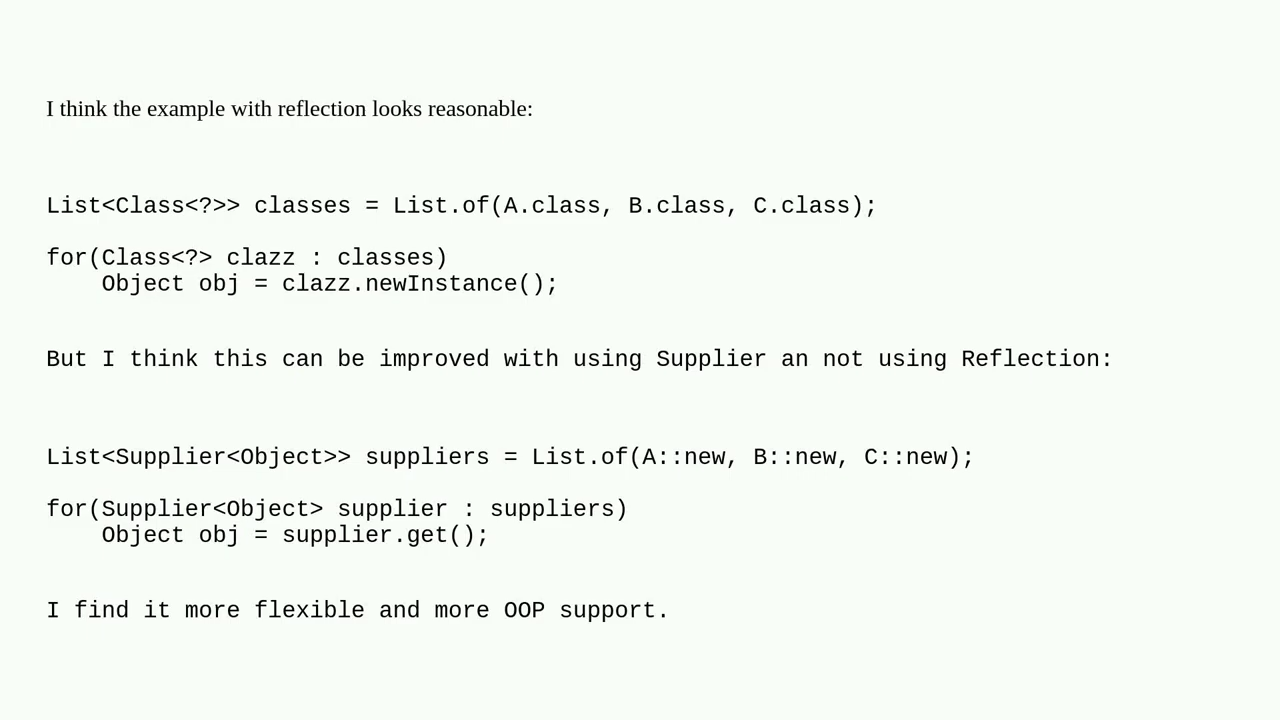 I think the example with reflection looks reasonable:
List<Class<?>> classes = List.of(A.class, B.class, C.class);
for(Class<?> clazz : classes)
    Object obj = clazz.newInstance();
But I think this can be improved with using Supplier an not using Reflection:
List<Supplier<Object>> suppliers = List.of(A::new, B::new, C::new);
for(Supplier<Object> supplier : suppliers)
    Object obj = supplier.get();
I find it more flexible and more OOP support.